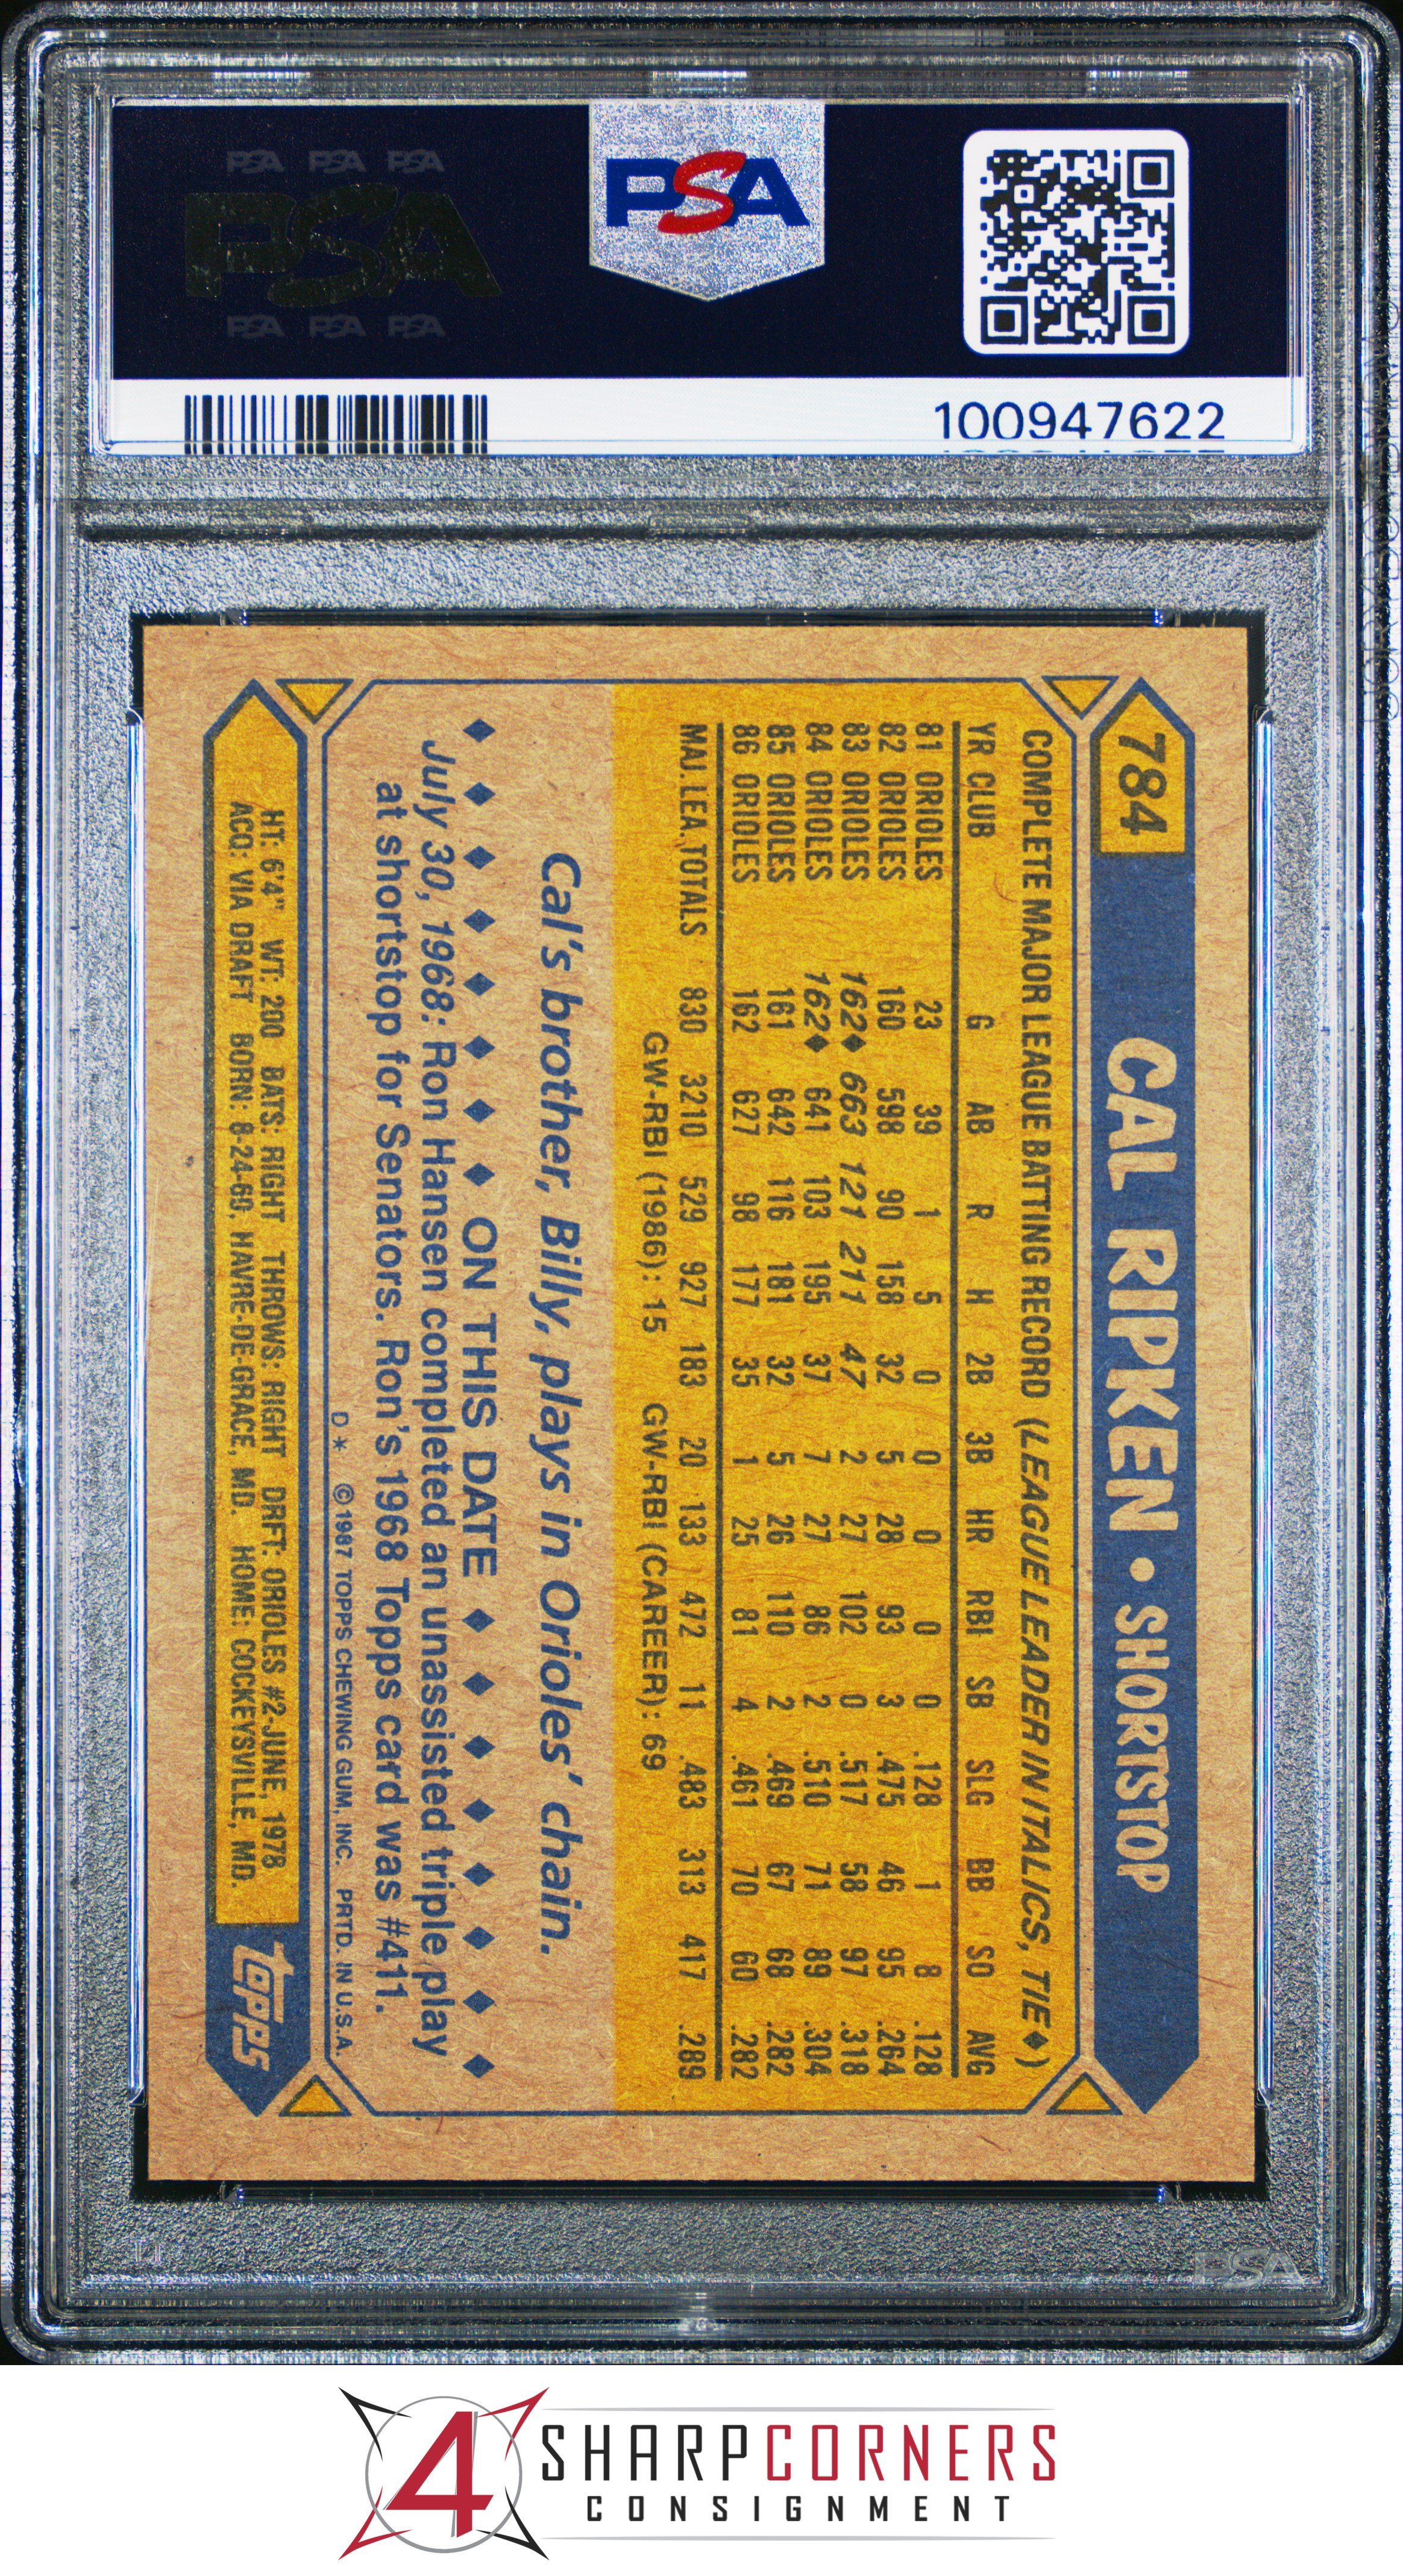 PSA PSA PSA
PSA
PSA PSA PSA
PSA
100947622
784 CAL RIPKEN • SHORTSTOP
COMPLETE MAJOR LEAGUE BATTING RECORD (LEAGUE LEADER IN ITALICS, TIE◆)
YR CLUB G AB R H 2B 3B HR RBI SB SLG BB SO AVG
81 ORIOLES 23 39 1 5 0 0 0 0 0 .128 1 8 .128
82 ORIOLES 160 598 90 158 32 5 28 93 3 .475 46 95 .264
83 ORIOLES 162◆ 663 121 211 47 2 27 102 0 .517 58 97 .318
84 ORIOLES 162◆ 641 103 195 37 7 27 86 2 .510 71 89 .304
85 ORIOLES 161 642 116 181 32 5 26 110 2 .469 67 68 .282
86 ORIOLES 162 627 98 177 35 1 25 81 4 .461 70 60 .282
MAJ. LEA. TOTALS 830 3210 529 927 183 20 133 472 11 .483 313 417 .289
GW-RBI (1986): 15 GW-RBI (CAREER): 69
Cal's brother, Billy, plays in Orioles' chain.
◆ ◆ ◆ ◆ ◆ ◆ ◆ ◆ ON THIS DATE ◆ ◆ ◆ ◆ ◆ ◆ ◆ ◆
July 30, 1968: Ron Hansen completed an unassisted triple play
at shortstop for Senators. Ron's 1968 Topps card was #411.
D* ©1987 TOPPS CHEWING GUM, INC. PRTD. IN U.S.A.
HT: 6'4" WT: 200 BATS: RIGHT THROWS: RIGHT DRFT: ORIOLES #2-JUNE, 1978
ACQ: VIA DRAFT BORN: 8-24-60, HAVRE-DE-GRACE, MD. HOME: COCKEYSVILLE, MD.
topps
PSA
4 SHARPCORNERS
CONSIGNMENT